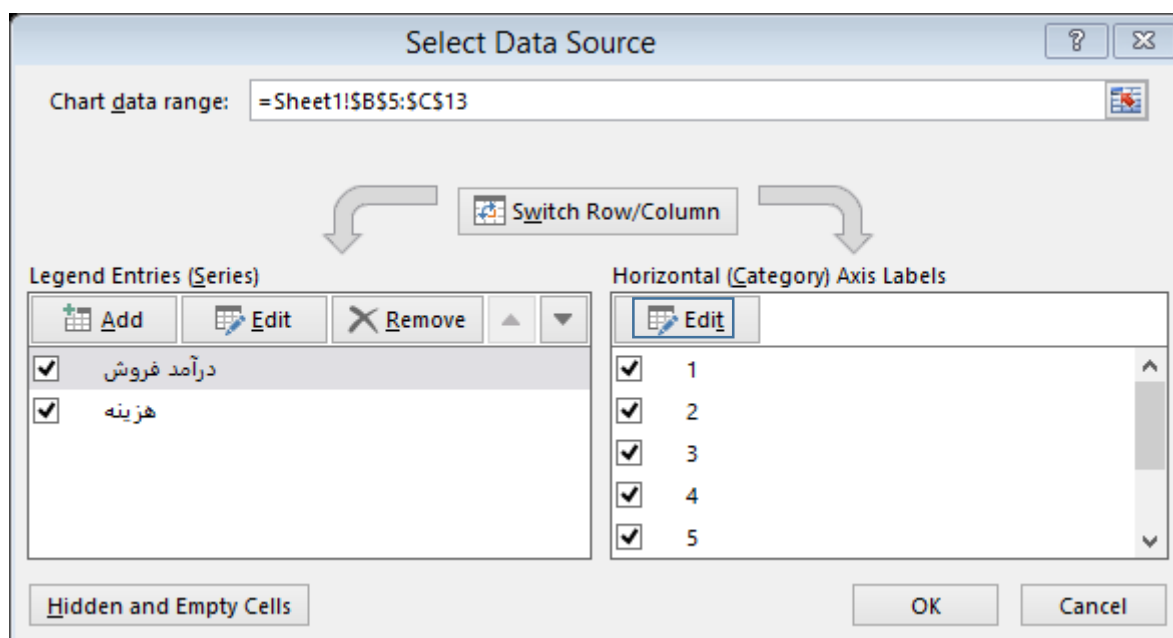 Select Data Source
Chart data range: =Sheet1!$B$5:$C$13
Switch Row/Column
Legend Entries (Series)
Add Edit Remove
درآمد فروش
هزینه
Horizontal (Category) Axis Labels
Edit
1
2
3
4
5
Hidden and Empty Cells
OK Cancel